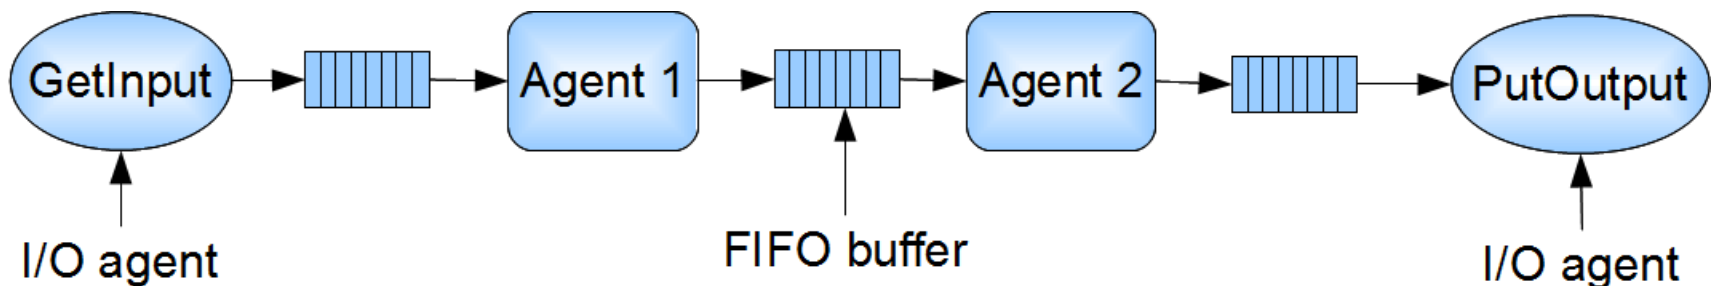 GetInput
Agent 1
Agent 2
PutOutput
I/O agent
FIFO buffer
I/O agent